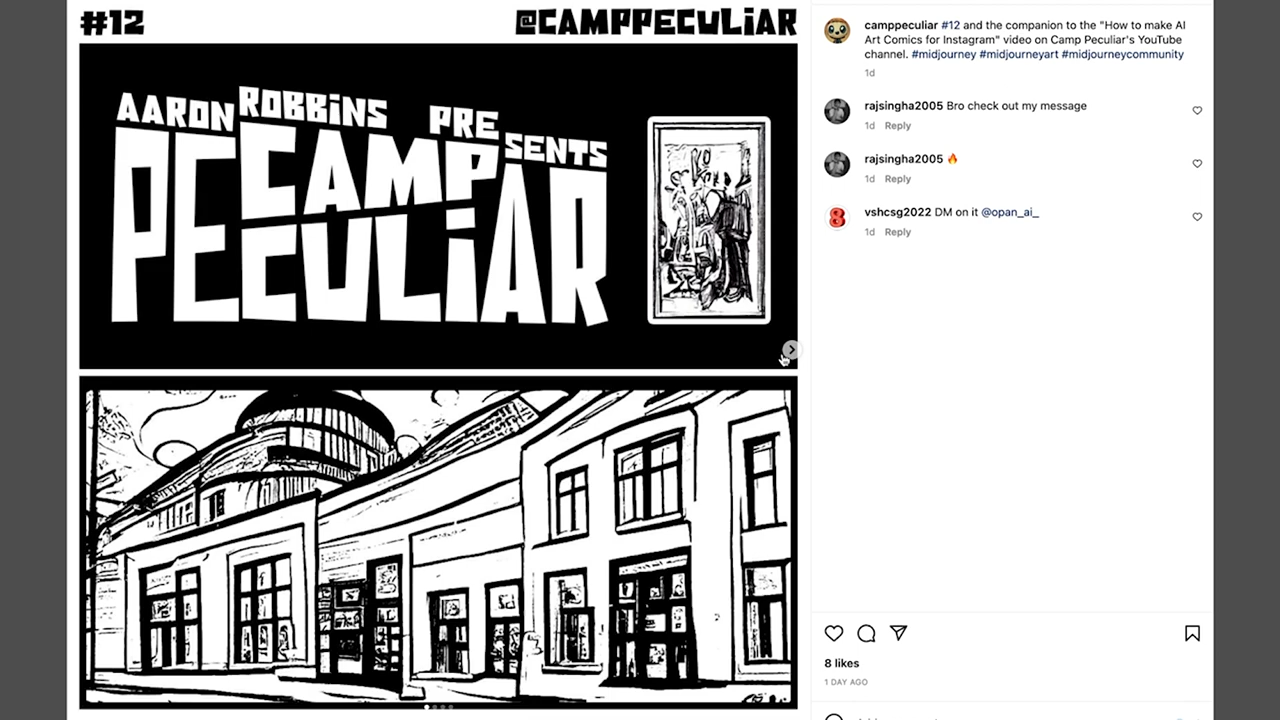 #12
@CAMPPECULIAR
AARON ROBBiNS PRESENTS
CAMP
PECULiAR
camppeculiar #12 and the companion to the "How to make AI
Art Comics for Instagram" video on Camp Peculiar's YouTube
channel. #midjourney #midjourneyart #midjourneycommunity
1d
rajsingha2005 Bro check out my message
1d Reply
rajsingha2005 🔥
1d Reply
vshcsg2022 DM on it @opan_ai_
1d Reply
8 likes
1 DAY AGO